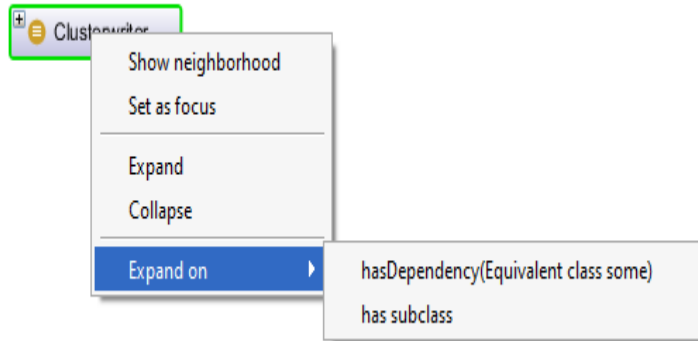 Clusterwriter
Show neighborhood
Set as focus
Expand
Collapse
Expand on
hasDependency(Equivalent class some)
has subclass